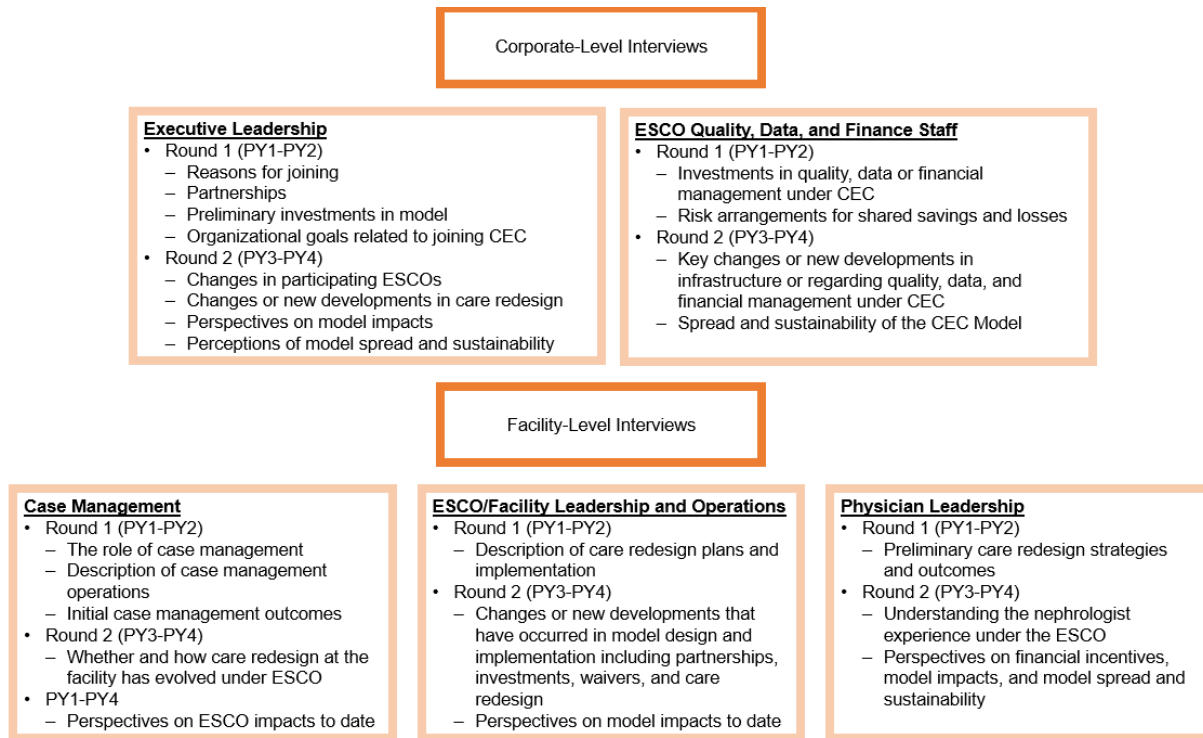 Corporate-Level Interviews
Executive Leadership
• Round 1 (PY1-PY2)
– Reasons for joining
– Partnerships
– Preliminary investments in model
– Organizational goals related to joining CEC
• Round 2 (PY3-PY4)
– Changes in participating ESCOs
– Changes or new developments in care redesign
– Perspectives on model impacts
– Perceptions of model spread and sustainability
ESCO Quality, Data, and Finance Staff
• Round 1 (PY1-PY2)
– Investments in quality, data or financial
management under CEC
– Risk arrangements for shared savings and losses
• Round 2 (PY3-PY4)
– Key changes or new developments in
infrastructure or regarding quality, data, and
financial management under CEC
– Spread and sustainability of the CEC Model
Facility-Level Interviews
Case Management
• Round 1 (PY1-PY2)
– The role of case management
– Description of case management
operations
– Initial case management outcomes
• Round 2 (PY3-PY4)
– Whether and how care redesign at the
facility has evolved under ESCO
• PY1-PY4
– Perspectives on ESCO impacts to date
ESCO/Facility Leadership and Operations
• Round 1 (PY1-PY2)
– Description of care redesign plans and
implementation
• Round 2 (PY3-PY4)
– Changes or new developments that
have occurred in model design and
implementation including partnerships,
investments, waivers, and care
redesign
– Perspectives on model impacts to date
Physician Leadership
• Round 1 (PY1-PY2)
– Preliminary care redesign strategies
and outcomes
• Round 2 (PY3-PY4)
– Understanding the nephrologist
experience under the ESCO
– Perspectives on financial incentives,
model impacts, and model spread and
sustainability